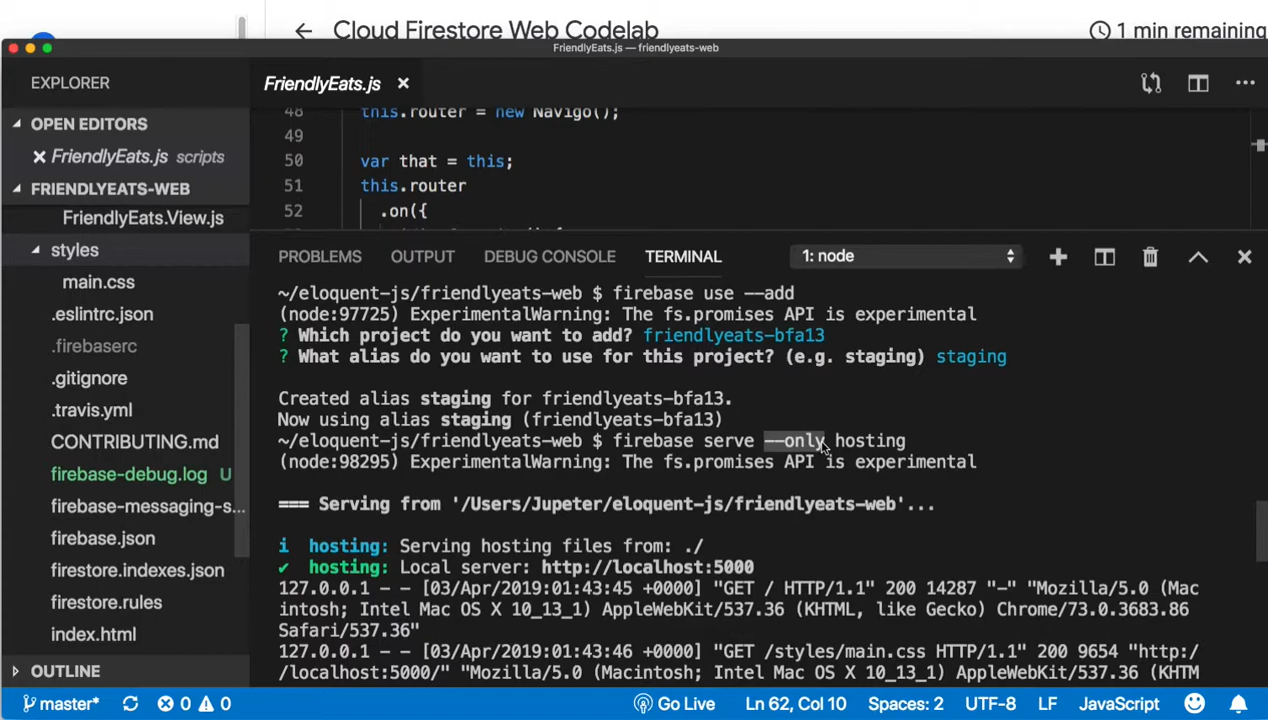 Cloud Firestore Web Codelab
1 min remaining
FriendlyEats.js — friendlyeats-web
EXPLORER
FriendlyEats.js
OPEN EDITORS
FriendlyEats.js scripts
FRIENDLYEATS-WEB
FriendlyEats.View.js
styles
main.css
.eslintrc.json
.firebaserc
.gitignore
.travis.yml
CONTRIBUTING.md
firebase-debug.log U
firebase-messaging-s...
firebase.json
firestore.indexes.json
firestore.rules
index.html
OUTLINE
48 this.router = new Navigo();
49
50 var that = this;
51 this.router
52 .on({
PROBLEMS OUTPUT DEBUG CONSOLE TERMINAL 1: node
~/eloquent-js/friendlyeats-web $ firebase use --add
(node:97725) ExperimentalWarning: The fs.promises API is experimental
? Which project do you want to add? friendlyeats-bfa13
? What alias do you want to use for this project? (e.g. staging) staging
Created alias staging for friendlyeats-bfa13.
Now using alias staging (friendlyeats-bfa13)
~/eloquent-js/friendlyeats-web $ firebase serve --only hosting
(node:98295) ExperimentalWarning: The fs.promises API is experimental
=== Serving from '/Users/Jupeter/eloquent-js/friendlyeats-web'...
i hosting: Serving hosting files from: ./
✔ hosting: Local server: http://localhost:5000
127.0.0.1 - - [03/Apr/2019:01:43:45 +0000] "GET / HTTP/1.1" 200 14287 "-" "Mozilla/5.0 (Mac
intosh; Intel Mac OS X 10_13_1) AppleWebKit/537.36 (KHTML, like Gecko) Chrome/73.0.3683.86
Safari/537.36"
127.0.0.1 - - [03/Apr/2019:01:43:46 +0000] "GET /styles/main.css HTTP/1.1" 200 9654 "http:/
/localhost:5000/" "Mozilla/5.0 (Macintosh; Intel Mac OS X 10_13_1) AppleWebKit/537.36 (KHTM
master* 0 0 Go Live Ln 62, Col 10 Spaces: 2 UTF-8 LF JavaScript